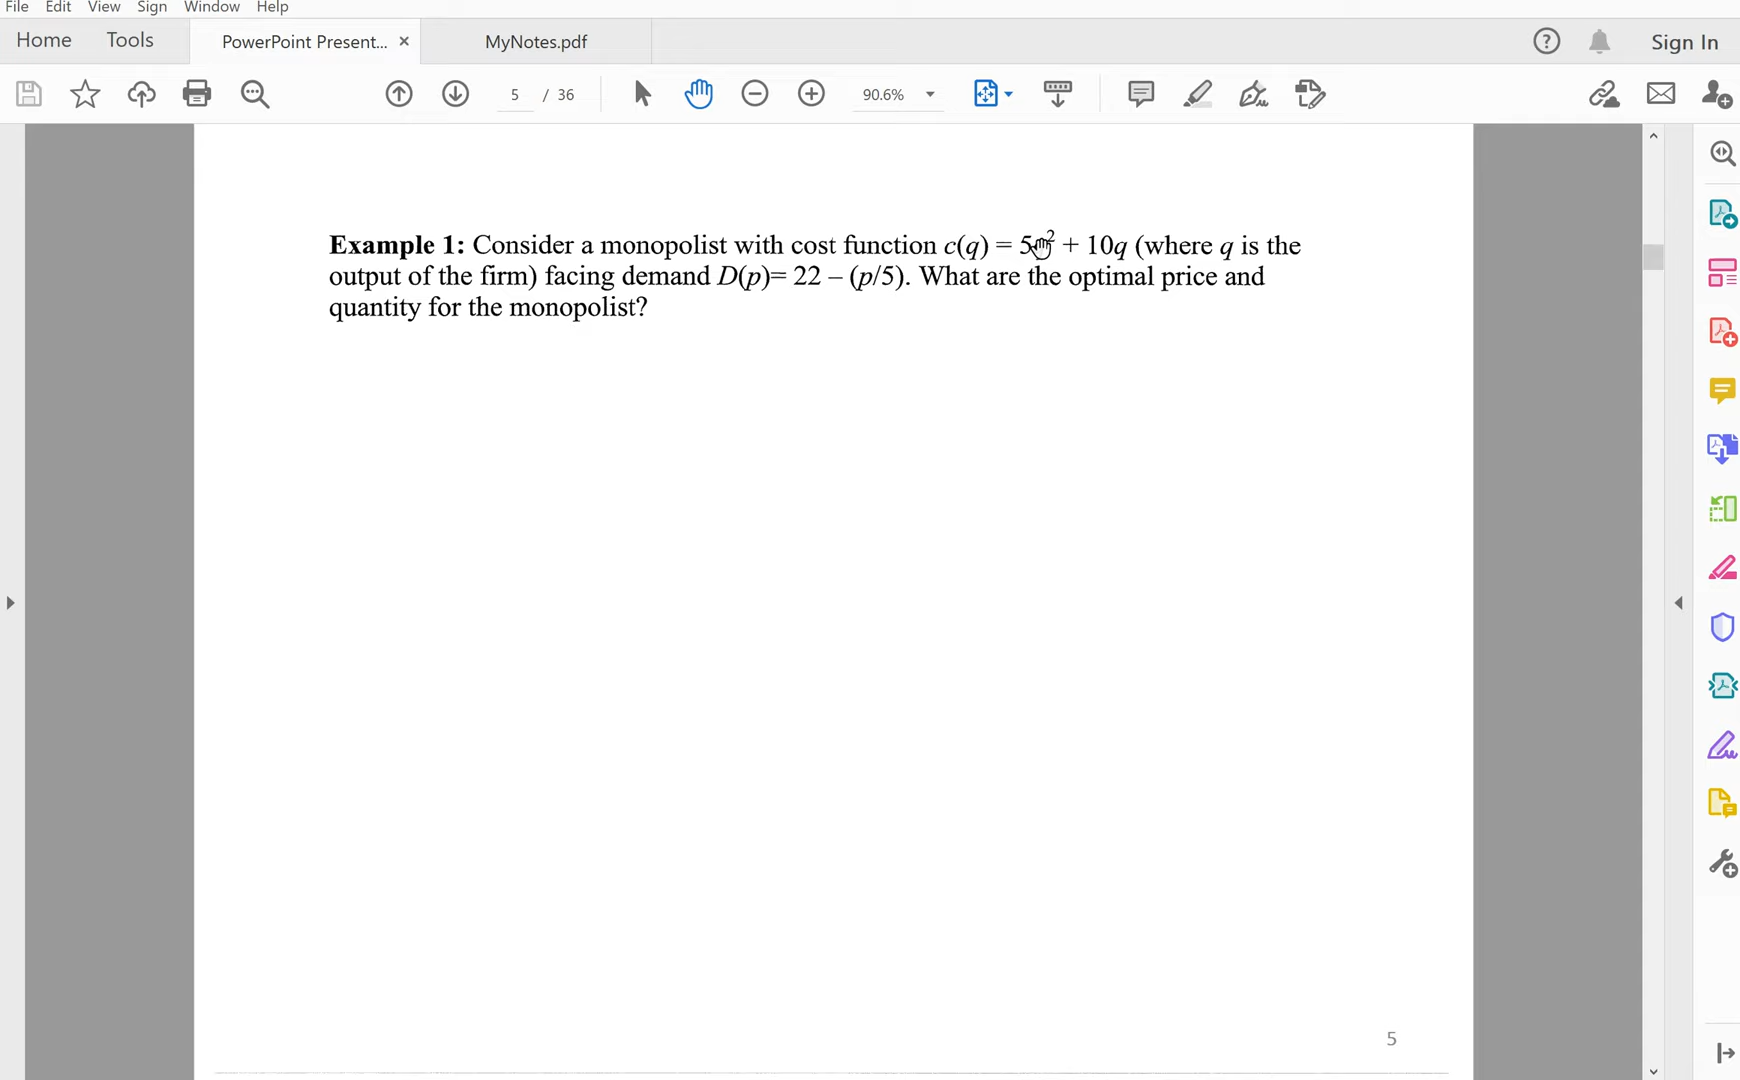 File Edit View Sign Window Help
Home Tools PowerPoint Present... × MyNotes.pdf Sign In
5 / 36 90.6%
Example 1: Consider a monopolist with cost function c(q) = 5 ² + 10q (where q is the
output of the firm) facing demand D(p)= 22 – (p/5). What are the optimal price and
quantity for the monopolist?
5